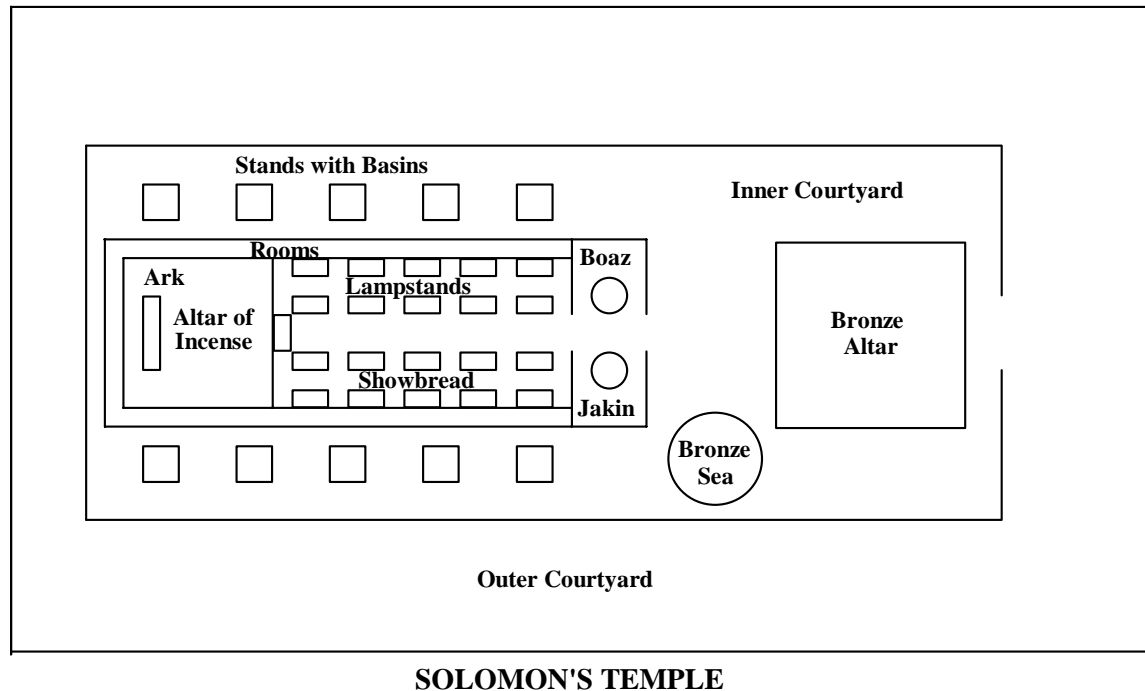 Stands with Basins
Inner Courtyard
Rooms
Boaz
Ark
Lampstands
Altar of
Incense
Bronze
Altar
Showbread
Jakin
Bronze
Sea
Outer Courtyard
SOLOMON'S TEMPLE